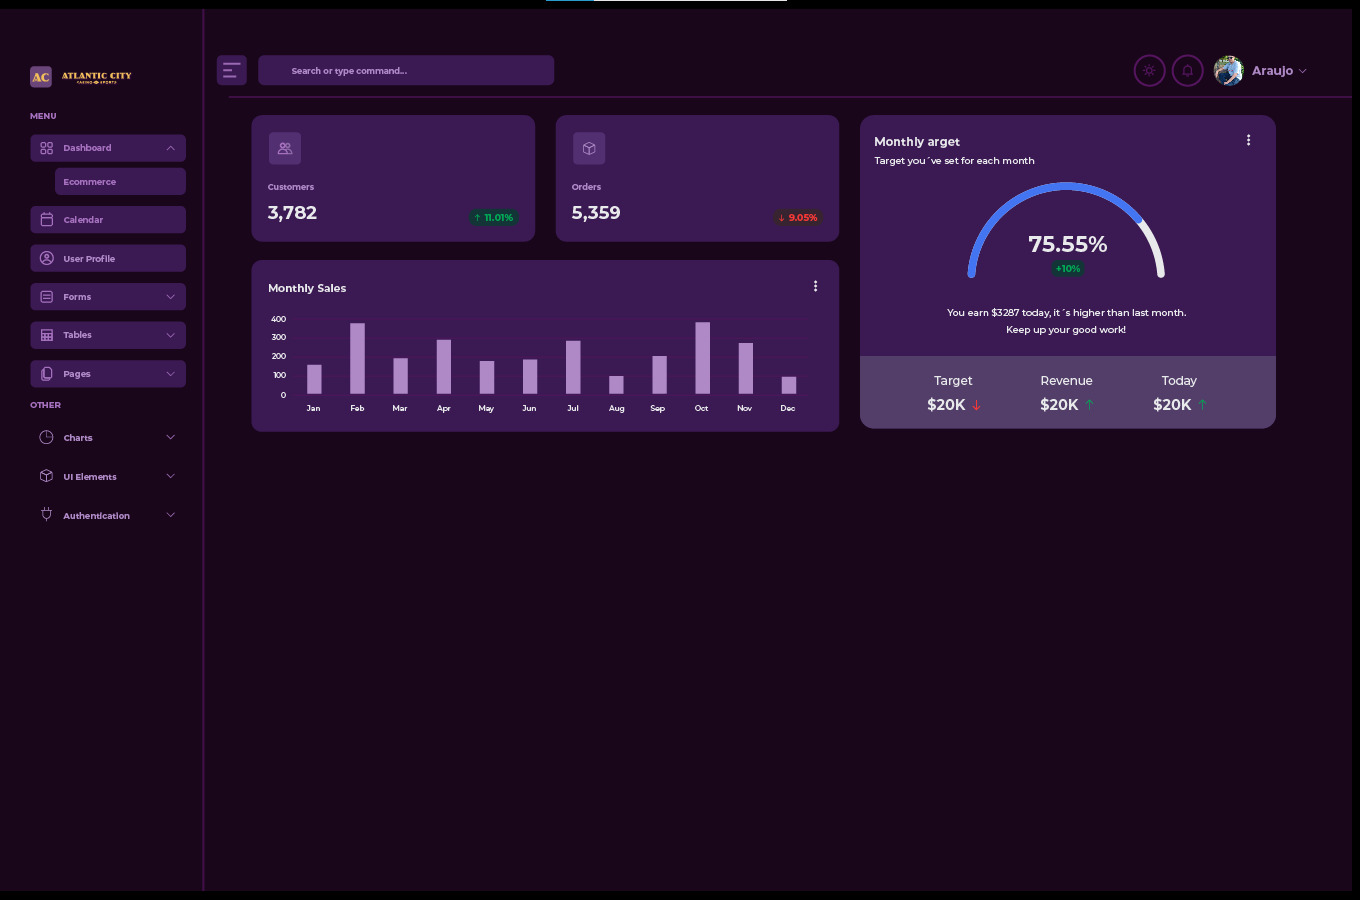 AC ATLANTIC CITY
CASINO SPORTS
MENU
Dashboard
Ecommerce
Calendar
User Profile
Forms
Tables
Pages
OTHER
Charts
UI Elements
Authentication
Search or type command...
Araujo
Customers
3,782
↑ 11.01%
Orders
5,359
↓ 9.05%
Monthly Sales
400
300
200
100
0
Jan Feb Mar Apr May Jun Jul Aug Sep Oct Nov Dec
Monthly arget
Target you´ve set for each month
75.55%
+10%
You earn $3287 today, it´s higher than last month.
Keep up your good work!
Target Revenue Today
$20K ↓ $20K ↑ $20K ↑